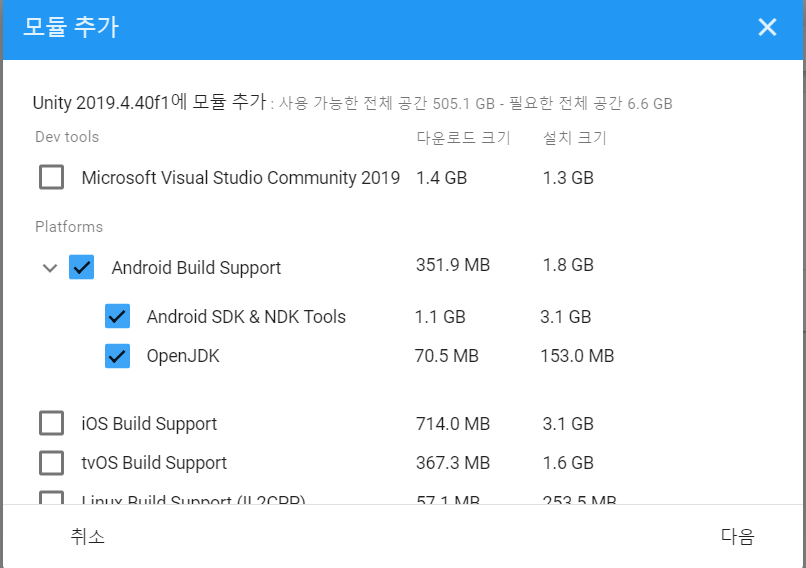 모듈 추가
Unity 2019.4.40f1에 모듈 추가 : 사용 가능한 전체 공간 505.1 GB - 필요한 전체 공간 6.6 GB
Dev tools 다운로드 크기 설치 크기
Microsoft Visual Studio Community 2019 1.4 GB 1.3 GB
Platforms
Android Build Support 351.9 MB 1.8 GB
Android SDK & NDK Tools 1.1 GB 3.1 GB
OpenJDK 70.5 MB 153.0 MB
iOS Build Support 714.0 MB 3.1 GB
tvOS Build Support 367.3 MB 1.6 GB
Linux Build Support (IL2CPP) 57.1 MB 253.5 MB
취소 다음